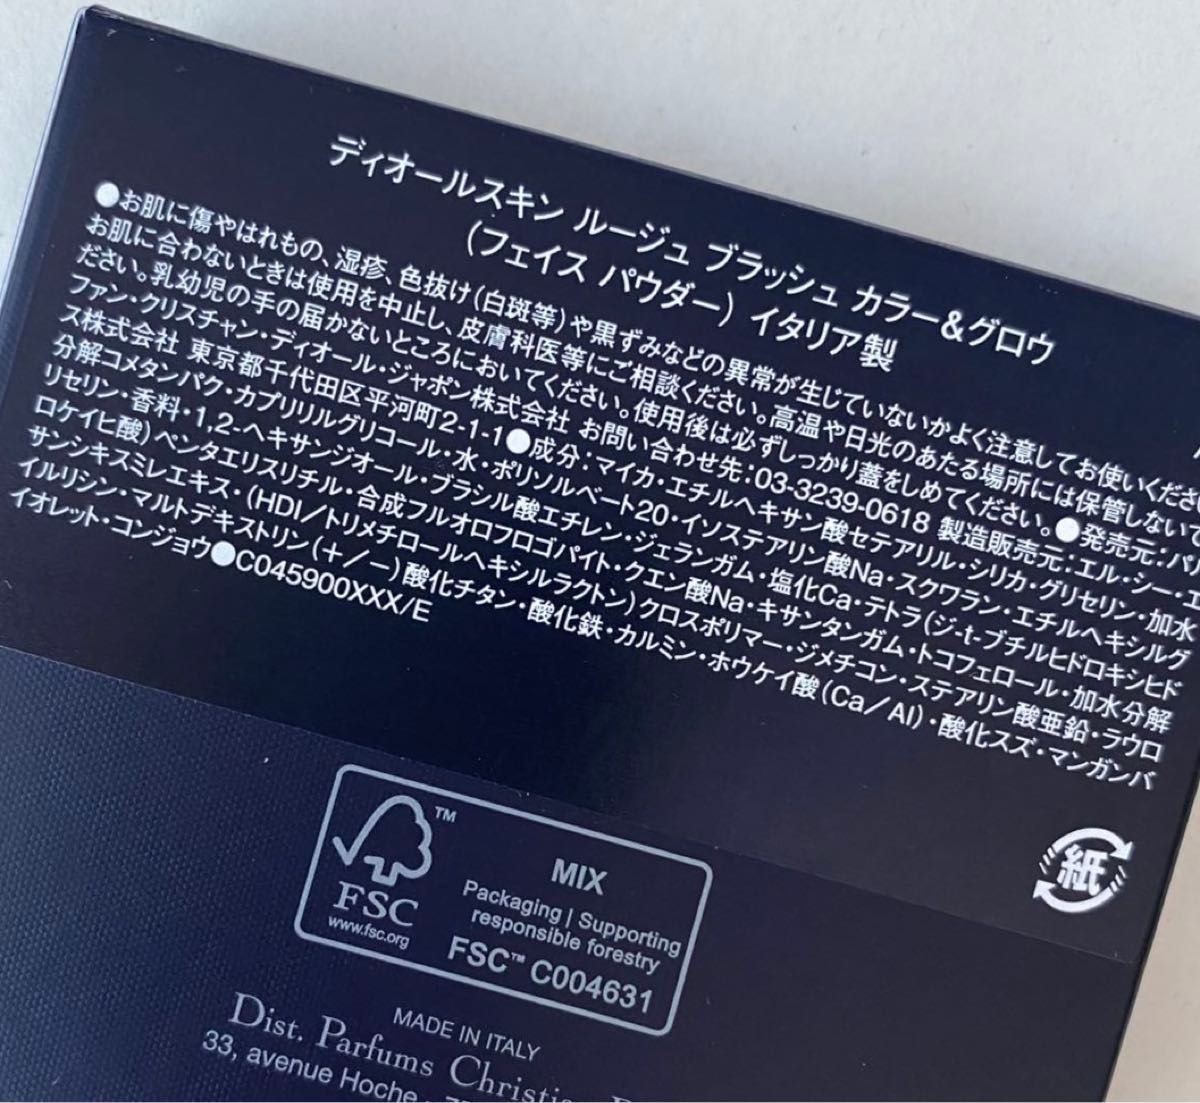 ディオールスキン ルージュ ブラッシュ カラー&グロウ
(フェイス パウダー) イタリア製
●お肌に傷やはれもの、湿疹、色抜け(白斑等)や黒ずみなどの異常が生じていないかよく注意してお使いくださ
お肌に合わないときは使用を中止し、皮膚科医等にご相談ください。高温や日光のあたる場所には保管しないで
ださい。乳幼児の手の届かないところにおいてください。使用後は必ずしっかり蓋をしめてください。●発売元:パル
ファン・クリスチャン・ディオール・ジャポン株式会社 お問い合わせ先:03-3239-0618 製造販売元:エル・シー・エ
ス株式会社 東京都千代田区平河町2-1-1●成分:マイカ・エチルヘキサン酸セテアリル・シリカ・グリセリン・加水
分解コメタンパク・カプリリルグリコール・水・ポリソルベート20・イソステアリン酸Na・スクワラン・エチルヘキシルグ
リセリン・香料・1,2-ヘキサンジオール・ブラシル酸エチレン・ジェランガム・塩化Ca・テトラ(ジ-t-ブチルヒドロキシヒド
ロケイヒ酸)ペンタエリスリチル・合成フルオロフロゴパイト・クエン酸Na・キサンタンガム・トコフェロール・加水分解
サンシキスミレエキス・(HDI/トリメチロールヘキシルラクトン)クロスポリマー・ジメチコン・ステアリン酸亜鉛・ラウロ
イルリシン・マルトデキストリン(+/-)酸化チタン・酸化鉄・カルミン・ホウケイ酸(Ca/Al)・酸化スズ・マンガンバ
イオレット・コンジョウ●C045900XXX/E
紙
FSC
™
www.fsc.org
MIX
Packaging | Supporting
responsible forestry
FSC™ C004631
MADE IN ITALY
Dist. Parfums Christia
33, avenue Hoche